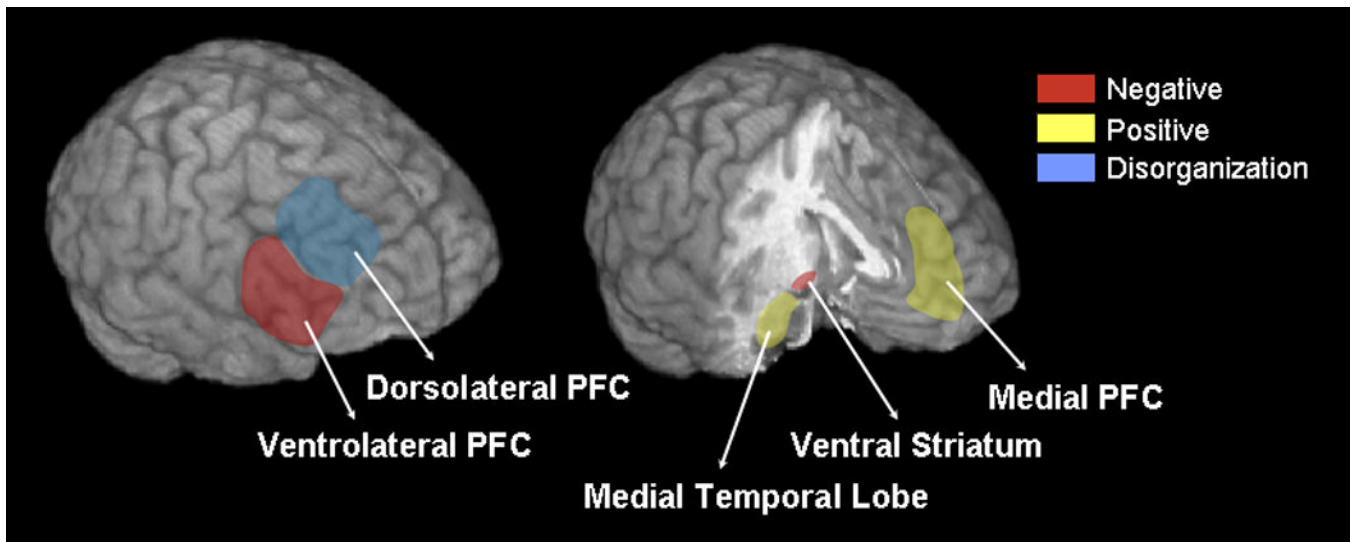 Negative
Positive
Disorganization
Dorsolateral PFC
Ventrolateral PFC
Medial PFC
Ventral Striatum
Medial Temporal Lobe